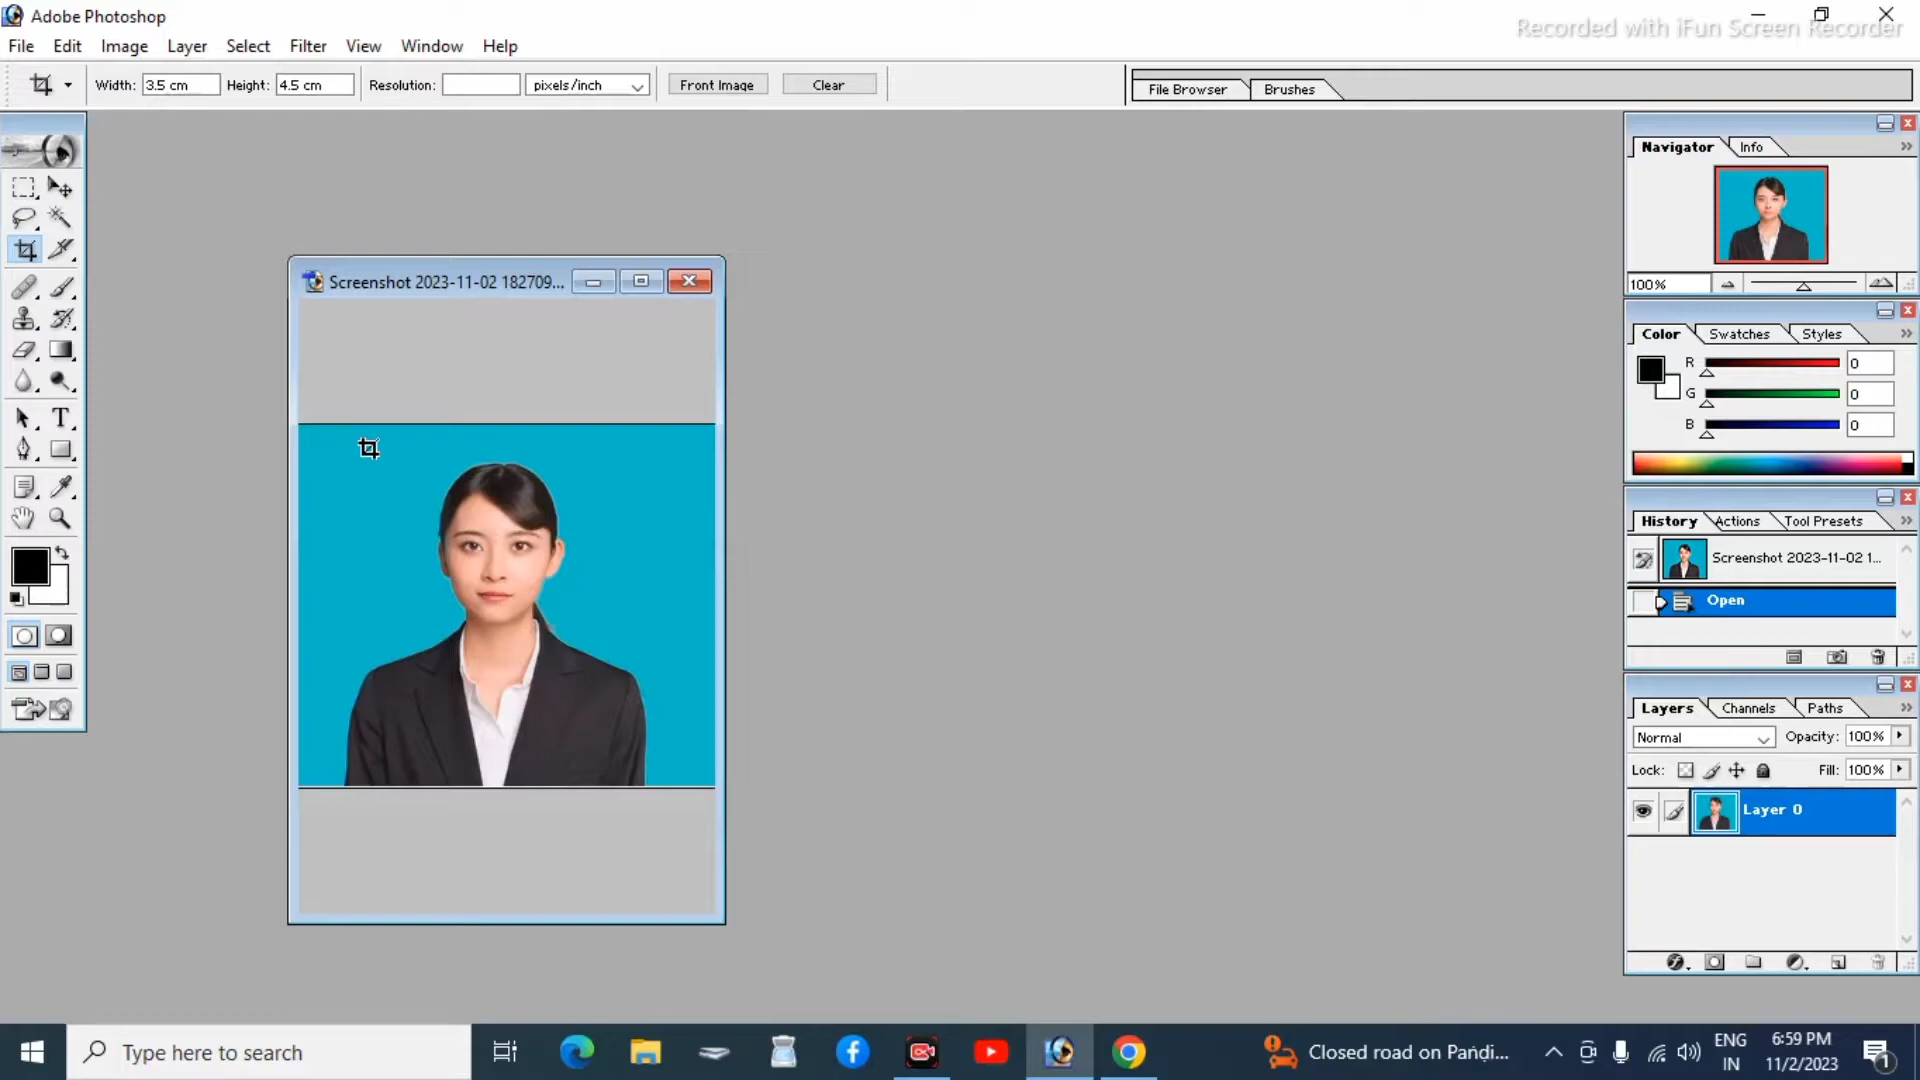 Adobe Photoshop
Recorded with iFun Screen Recorder
File Edit Image Layer Select Filter View Window Help
Width: 3.5 cm Height: 4.5 cm Resolution: pixels/inch Front Image Clear
File Browser Brushes
Navigator Info
100%
Screenshot 2023-11-02 182709...
Color Swatches Styles
R 0
G 0
B 0
History Actions Tool Presets
Screenshot 2023-11-02 1...
Open
Layers Channels Paths
Normal Opacity: 100%
Lock: Fill: 100%
Layer 0
T
Type here to search
Closed road on Pandi...
ENG
IN
6:59 PM
11/2/2023
1